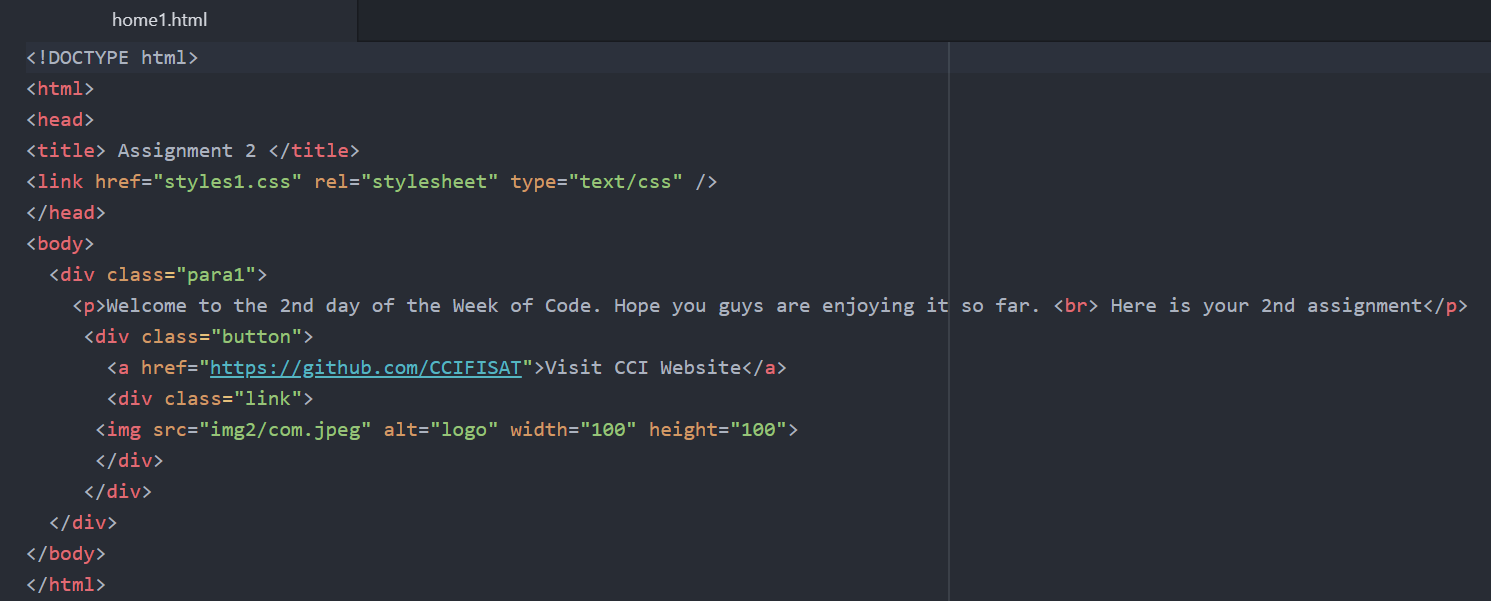 home1.html
<!DOCTYPE html>
<html>
<head>
<title> Assignment 2 </title>
<link href="styles1.css" rel="stylesheet" type="text/css" />
</head>
<body>
  <div class="para1">
    <p>Welcome to the 2nd day of the Week of Code. Hope you guys are enjoying it so far. <br> Here is your 2nd assignment</p>
     <div class="button">
       <a href="https://github.com/CCIFISAT">Visit CCI Website</a>
       <div class="link">
      <img src="img2/com.jpeg" alt="logo" width="100" height="100">
      </div>
     </div>
  </div>
</body>
</html>